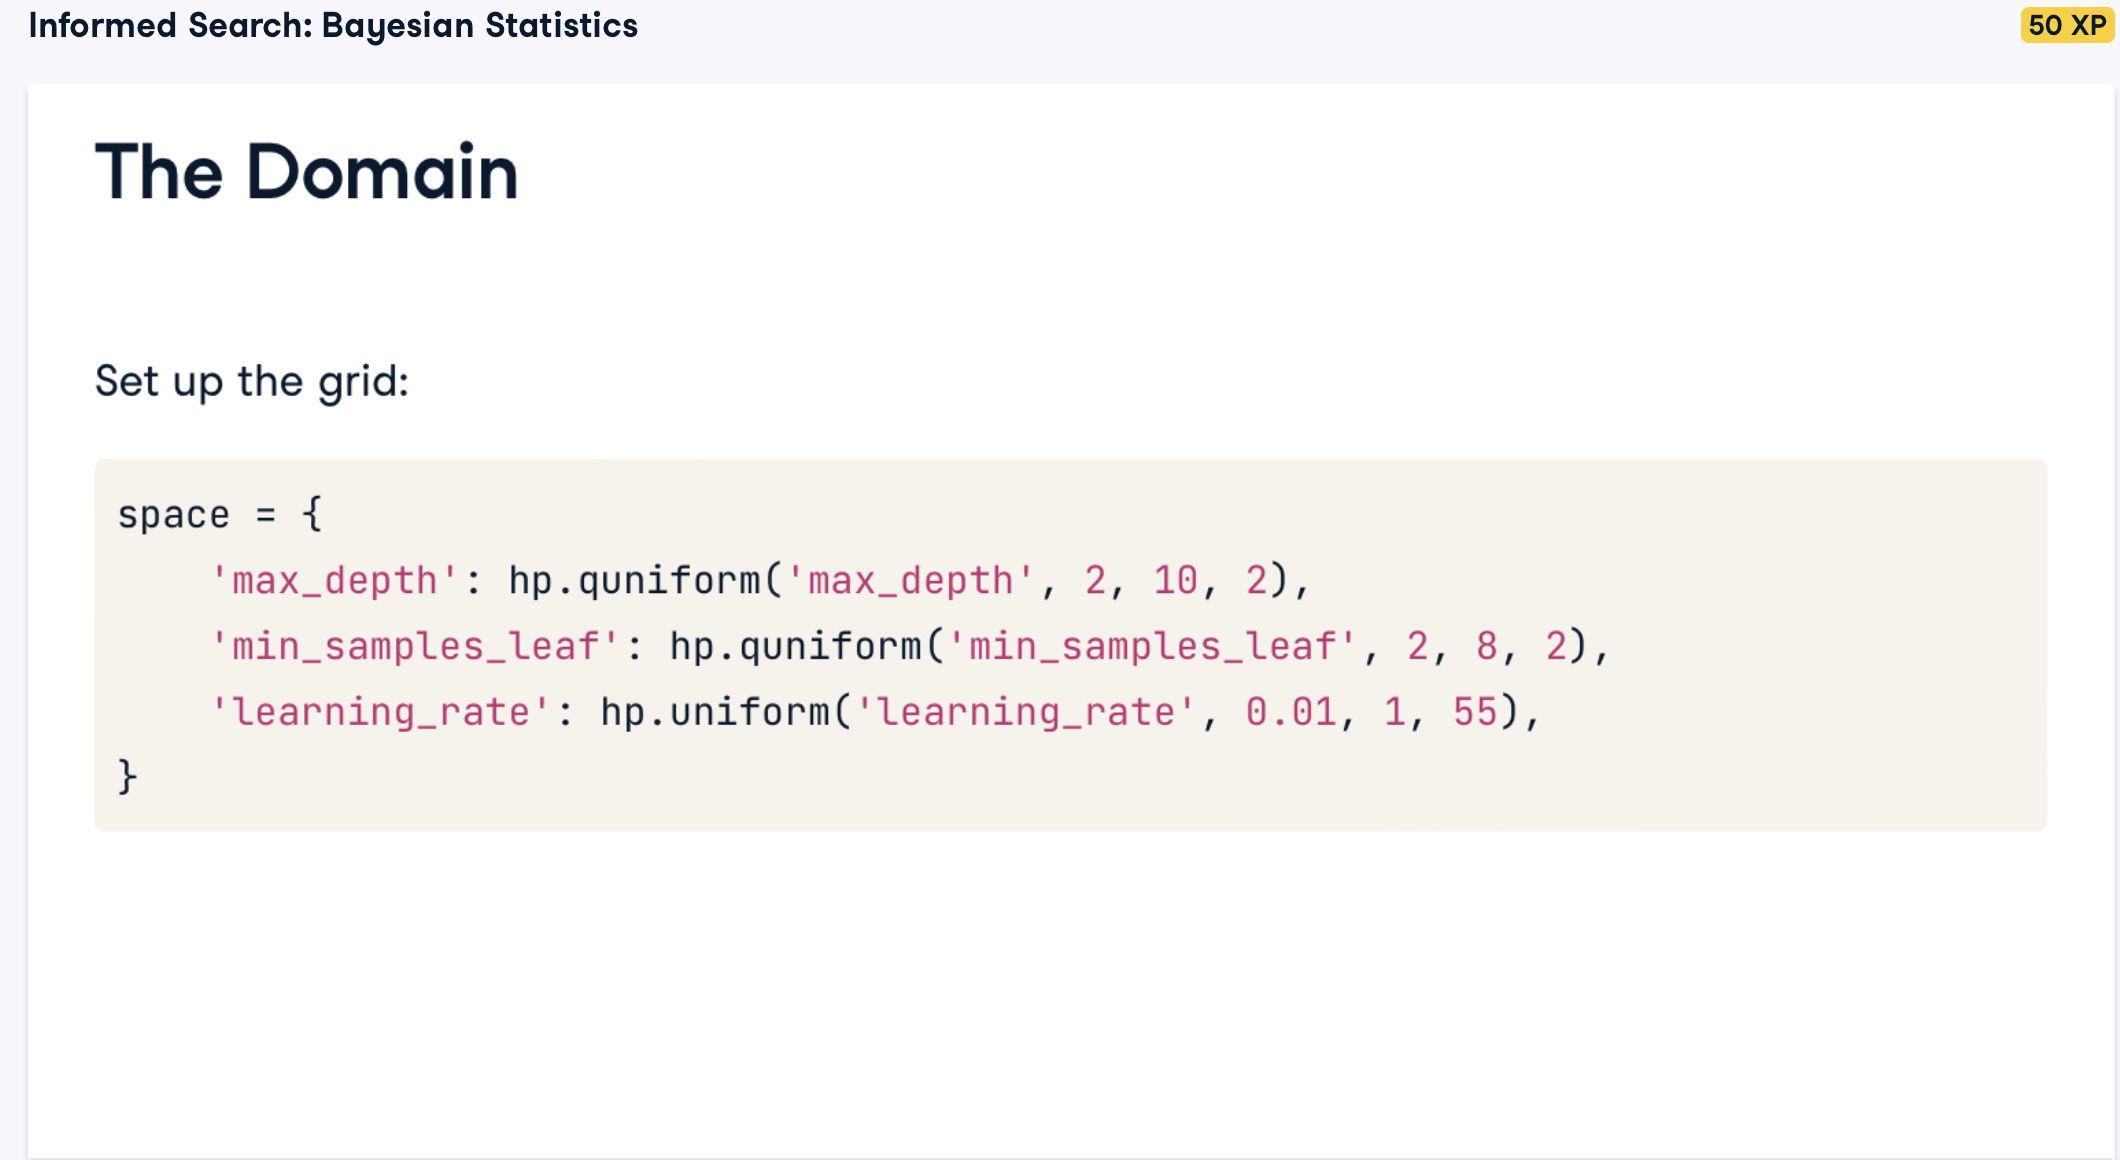 Informed Search: Bayesian Statistics
50 XP
The Domain
Set up the grid:
space = {
    'max_depth': hp.quniform('max_depth', 2, 10, 2),
    'min_samples_leaf': hp.quniform('min_samples_leaf', 2, 8, 2),
    'learning_rate': hp.uniform('learning_rate', 0.01, 1, 55),
}